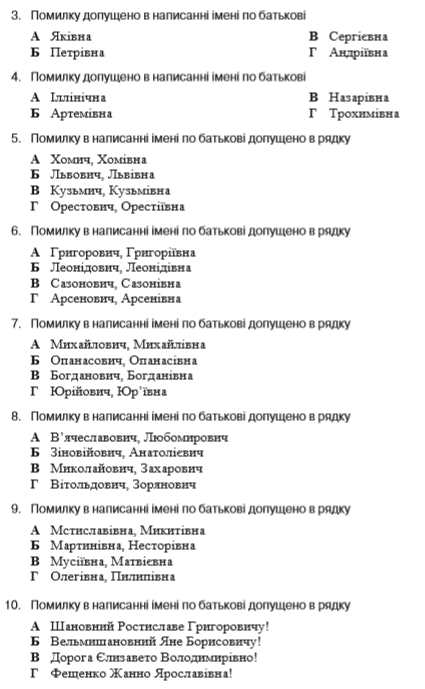 3. Помилку допущено в написанні імені по батькові
А Яківна В Сергієвна
Б Петрівна Г Андріївна
4. Помилку допущено в написанні імені по батькові
А Іллінічна В Назарівна
Б Артемівна Г Трохимівна
5. Помилку в написанні імені по батькові допущено в рядку
А Хомич, Хомівна
Б Львович, Львівна
В Кузьмич, Кузьмівна
Г Орестович, Орестіївна
6. Помилку в написанні імені по батькові допущено в рядку
А Григорович, Григоріївна
Б Леонідович, Леонідівна
В Сазонович, Сазонівна
Г Арсенович, Арсенівна
7. Помилку в написанні імені по батькові допущено в рядку
А Михайлович, Михайлівна
Б Опанасович, Опанасівна
В Богданович, Богданівна
Г Юрійович, Юр’ївна
8. Помилку в написанні імені по батькові допущено в рядку
А В’ячеславович, Любомирович
Б Зіновійович, Анатолієвич
В Миколайович, Захарович
Г Вітольдович, Зорянович
9. Помилку в написанні імені по батькові допущено в рядку
А Мстиславівна, Микитівна
Б Мартинівна, Несторівна
В Мусіївна, Матвієвна
Г Олегівна, Пилипівна
10. Помилку в написанні імені по батькові допущено в рядку
А Шановний Ростиславе Григоровичу!
Б Вельмишановний Яне Борисовичу!
В Дорога Єлизавето Володимирівно!
Г Фещенко Жанно Ярославівна!